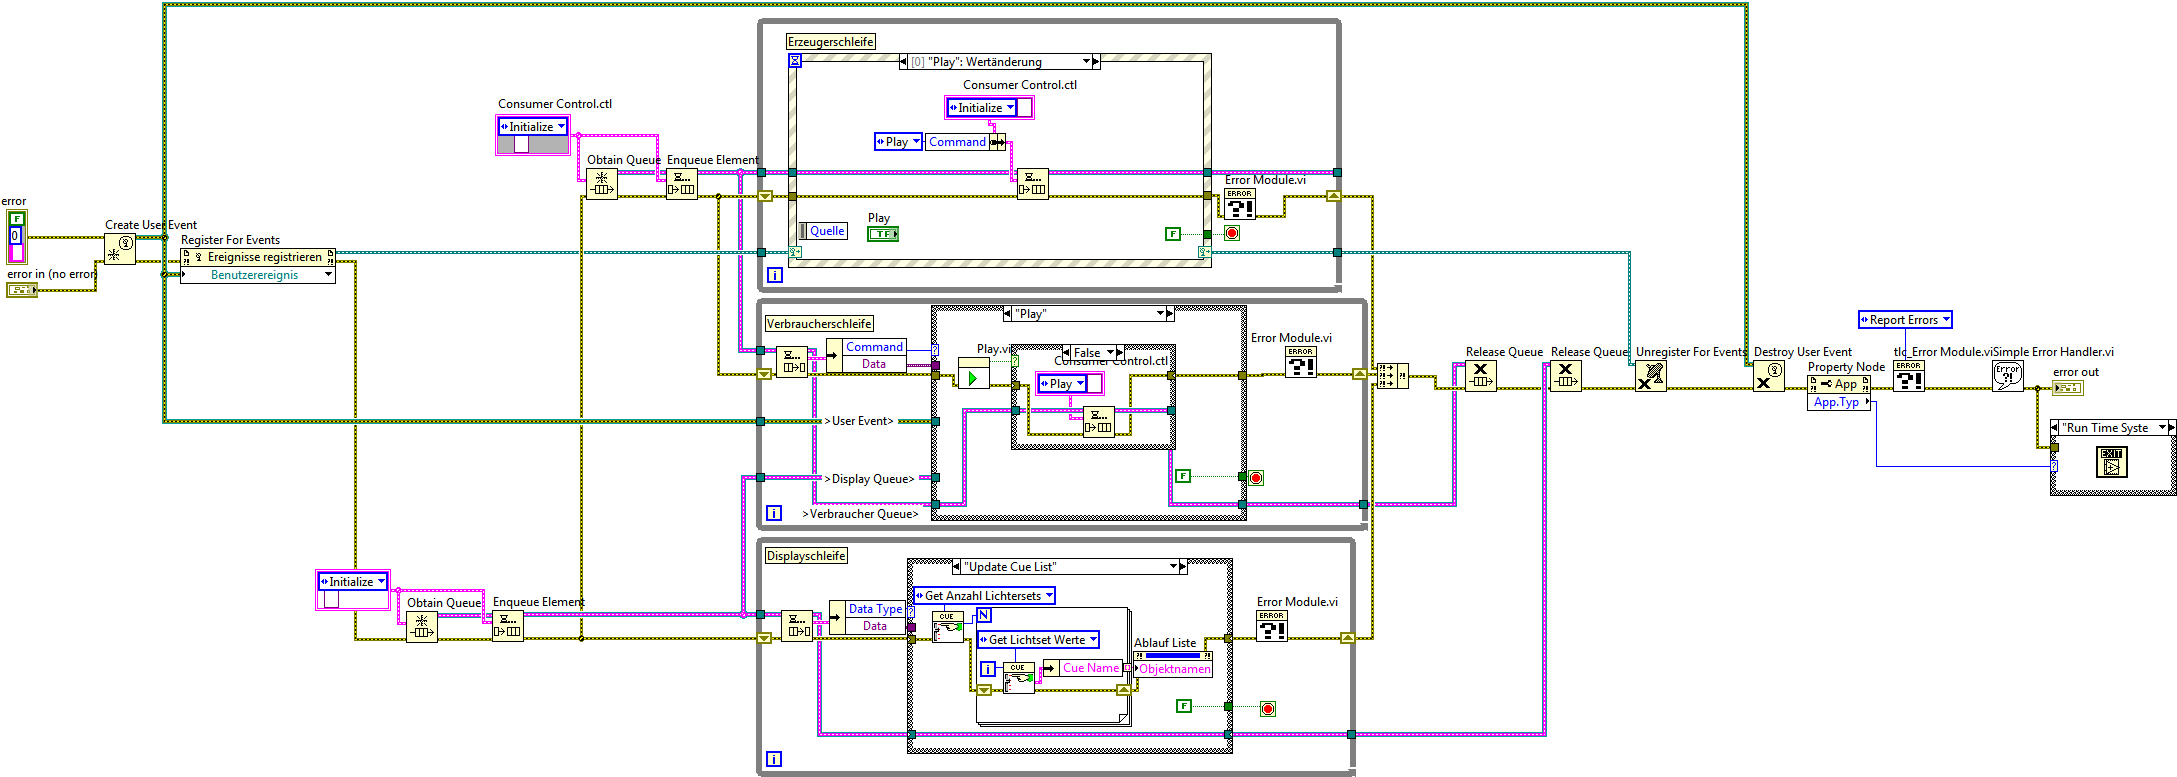 error
F
0
error in (no error)
Create User Event
Register For Events
Ereignisse registrieren
Benutzerereignis
Consumer Control.ctl
Initialize
Obtain Queue
Enqueue Element
Erzeugerschleife
[0] "Play": Wertänderung
Consumer Control.ctl
Initialize
Play
Command
Quelle
Play
TF
F
Error Module.vi
ERROR
?!
i
Verbraucherschleife
"Play"
Command
Data
Play.vi
False
Consumer Control.ctl
Play
Error Module.vi
ERROR
?!
>User Event>
>Display Queue>
>Verbraucher Queue>
F
i
Initialize
Obtain Queue
Enqueue Element
Displayschleife
"Update Cue List"
Get Anzahl Lichtersets
Data Type
Data
CUE
N
Get Lichtset Werte
i
CUE
Cue Name
Ablauf Liste
Objektnamen
Error Module.vi
ERROR
?!
F
i
Release Queue
Release Queue
Unregister For Events
Destroy User Event
Property Node
App
App.Typ
Report Errors
tlc_Error Module.vi
ERROR
?!
Simple Error Handler.vi
Error
?!
error out
"Run Time Syste
EXIT